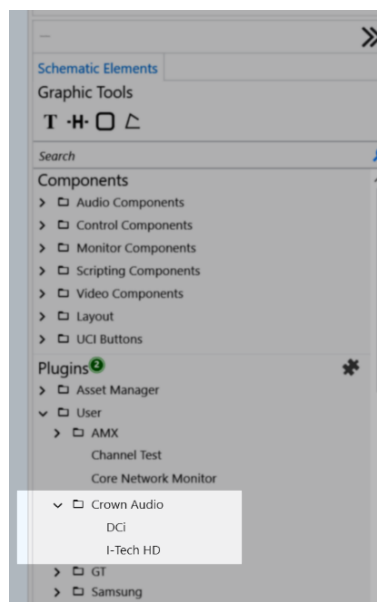 Schematic Elements
Graphic Tools
T ·H·
Search
Components
Audio Components
Control Components
Monitor Components
Scripting Components
Video Components
Layout
UCI Buttons
Plugins 2
Asset Manager
User
AMX
Channel Test
Core Network Monitor
Crown Audio
DCi
I-Tech HD
GT
Samsung